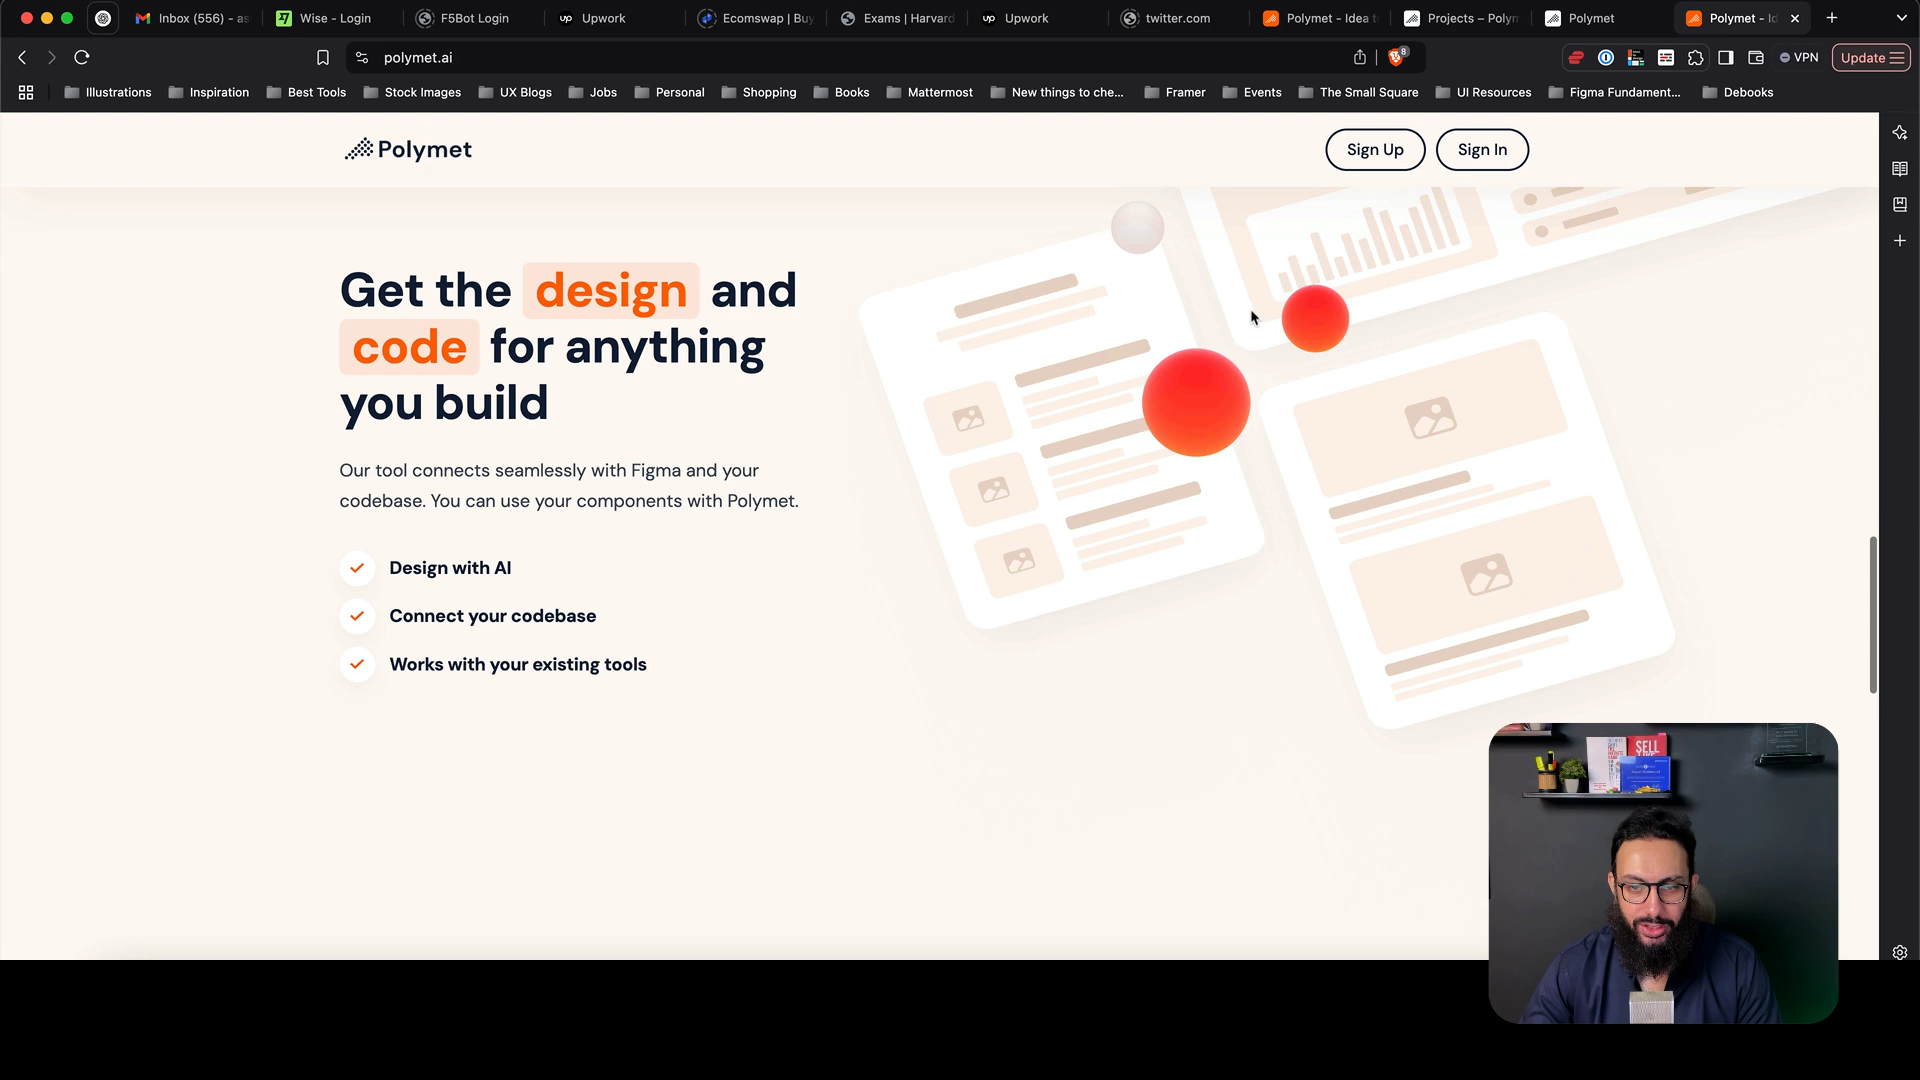 Inbox (556) - as
Wise - Login
F5Bot Login
up Upwork
Ecomswap | Buy
Exams | Harvard
up Upwork
twitter.com
Polymet - Idea to
Projects – Polym
Polymet
Polymet - Id
polymet.ai
8
VPN
Update
Illustrations
Inspiration
Best Tools
Stock Images
UX Blogs
Jobs
Personal
Shopping
Books
Mattermost
New things to che...
Framer
Events
The Small Square
UI Resources
Figma Fundament...
Debooks
Polymet
Sign Up
Sign In
Get the design and
code for anything
you build
Our tool connects seamlessly with Figma and your
codebase. You can use your components with Polymet.
Design with AI
Connect your codebase
Works with your existing tools
SELL